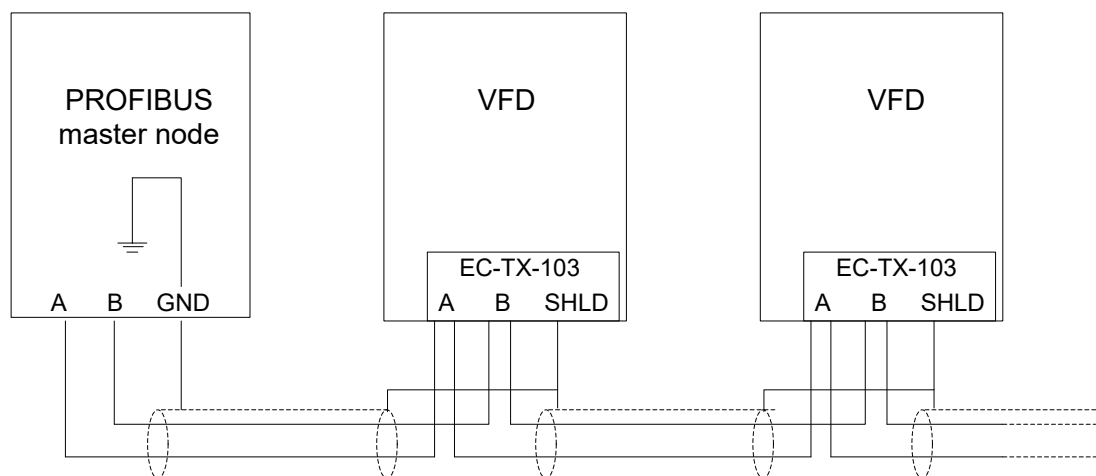 PROFIBUS
master node
A B GND
VFD
EC-TX-103
A B SHLD
VFD
EC-TX-103
A B SHLD